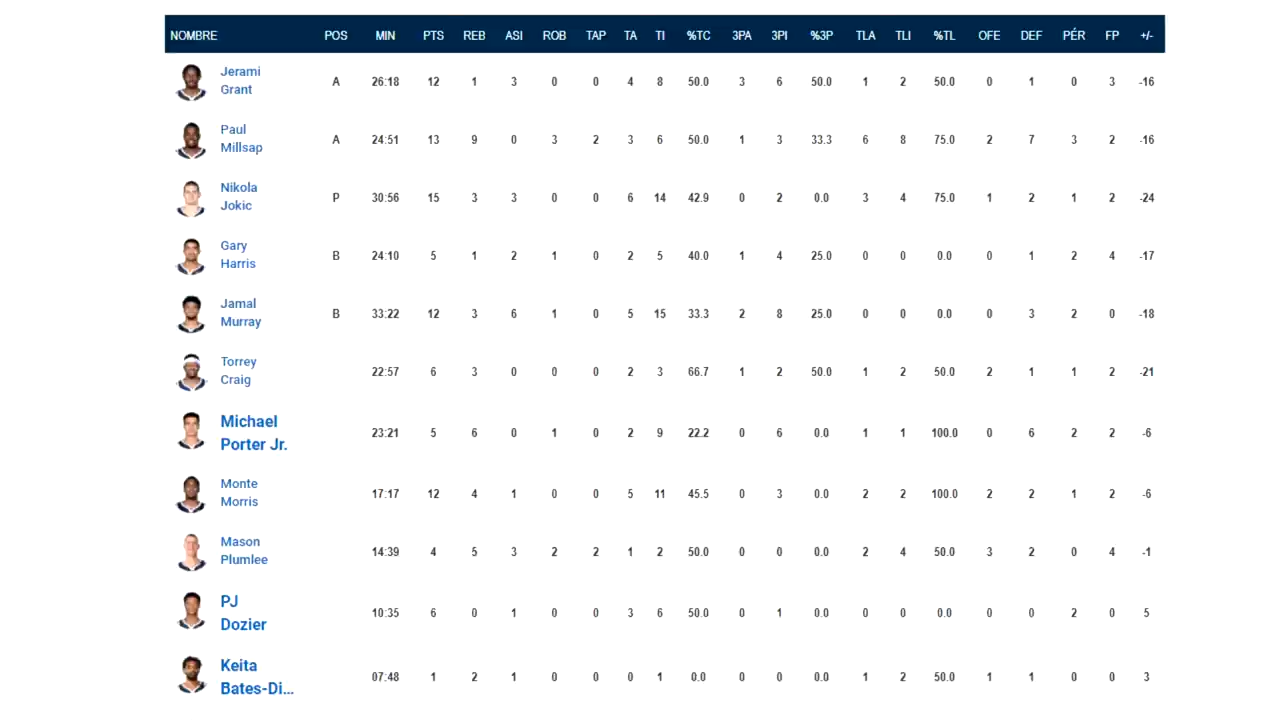 NOMBRE POS MIN PTS REB ASI ROB TAP TA TI %TC 3PA 3PI %3P TLA TLI %TL OFE DEF PÉR FP +/-
Jerami
Grant A 26:18 12 1 3 0 0 4 8 50.0 3 6 50.0 1 2 50.0 0 1 0 3 -16
Paul
Millsap A 24:51 13 9 0 3 2 3 6 50.0 1 3 33.3 6 8 75.0 2 7 3 2 -16
Nikola
Jokic P 30:56 15 3 3 0 0 6 14 42.9 0 2 0.0 3 4 75.0 1 2 1 2 -24
Gary
Harris B 24:10 5 1 2 1 0 2 5 40.0 1 4 25.0 0 0 0.0 0 1 2 4 -17
Jamal
Murray B 33:22 12 3 6 1 0 5 15 33.3 2 8 25.0 0 0 0.0 0 3 2 0 -18
Torrey
Craig 22:57 6 3 0 0 0 2 3 66.7 1 2 50.0 1 2 50.0 2 1 1 2 -21
Michael
Porter Jr. 23:21 5 6 0 1 0 2 9 22.2 0 6 0.0 1 1 100.0 0 6 2 2 -6
Monte
Morris 17:17 12 4 1 0 0 5 11 45.5 0 3 0.0 2 2 100.0 2 2 1 2 -6
Mason
Plumlee 14:39 4 5 3 2 2 1 2 50.0 0 0 0.0 2 4 50.0 3 2 0 4 -1
PJ
Dozier 10:35 6 0 1 0 0 3 6 50.0 0 1 0.0 0 0 0.0 0 0 2 0 5
Keita
Bates-Di... 07:48 1 2 1 0 0 0 1 0.0 0 0 0.0 1 2 50.0 1 1 0 0 3